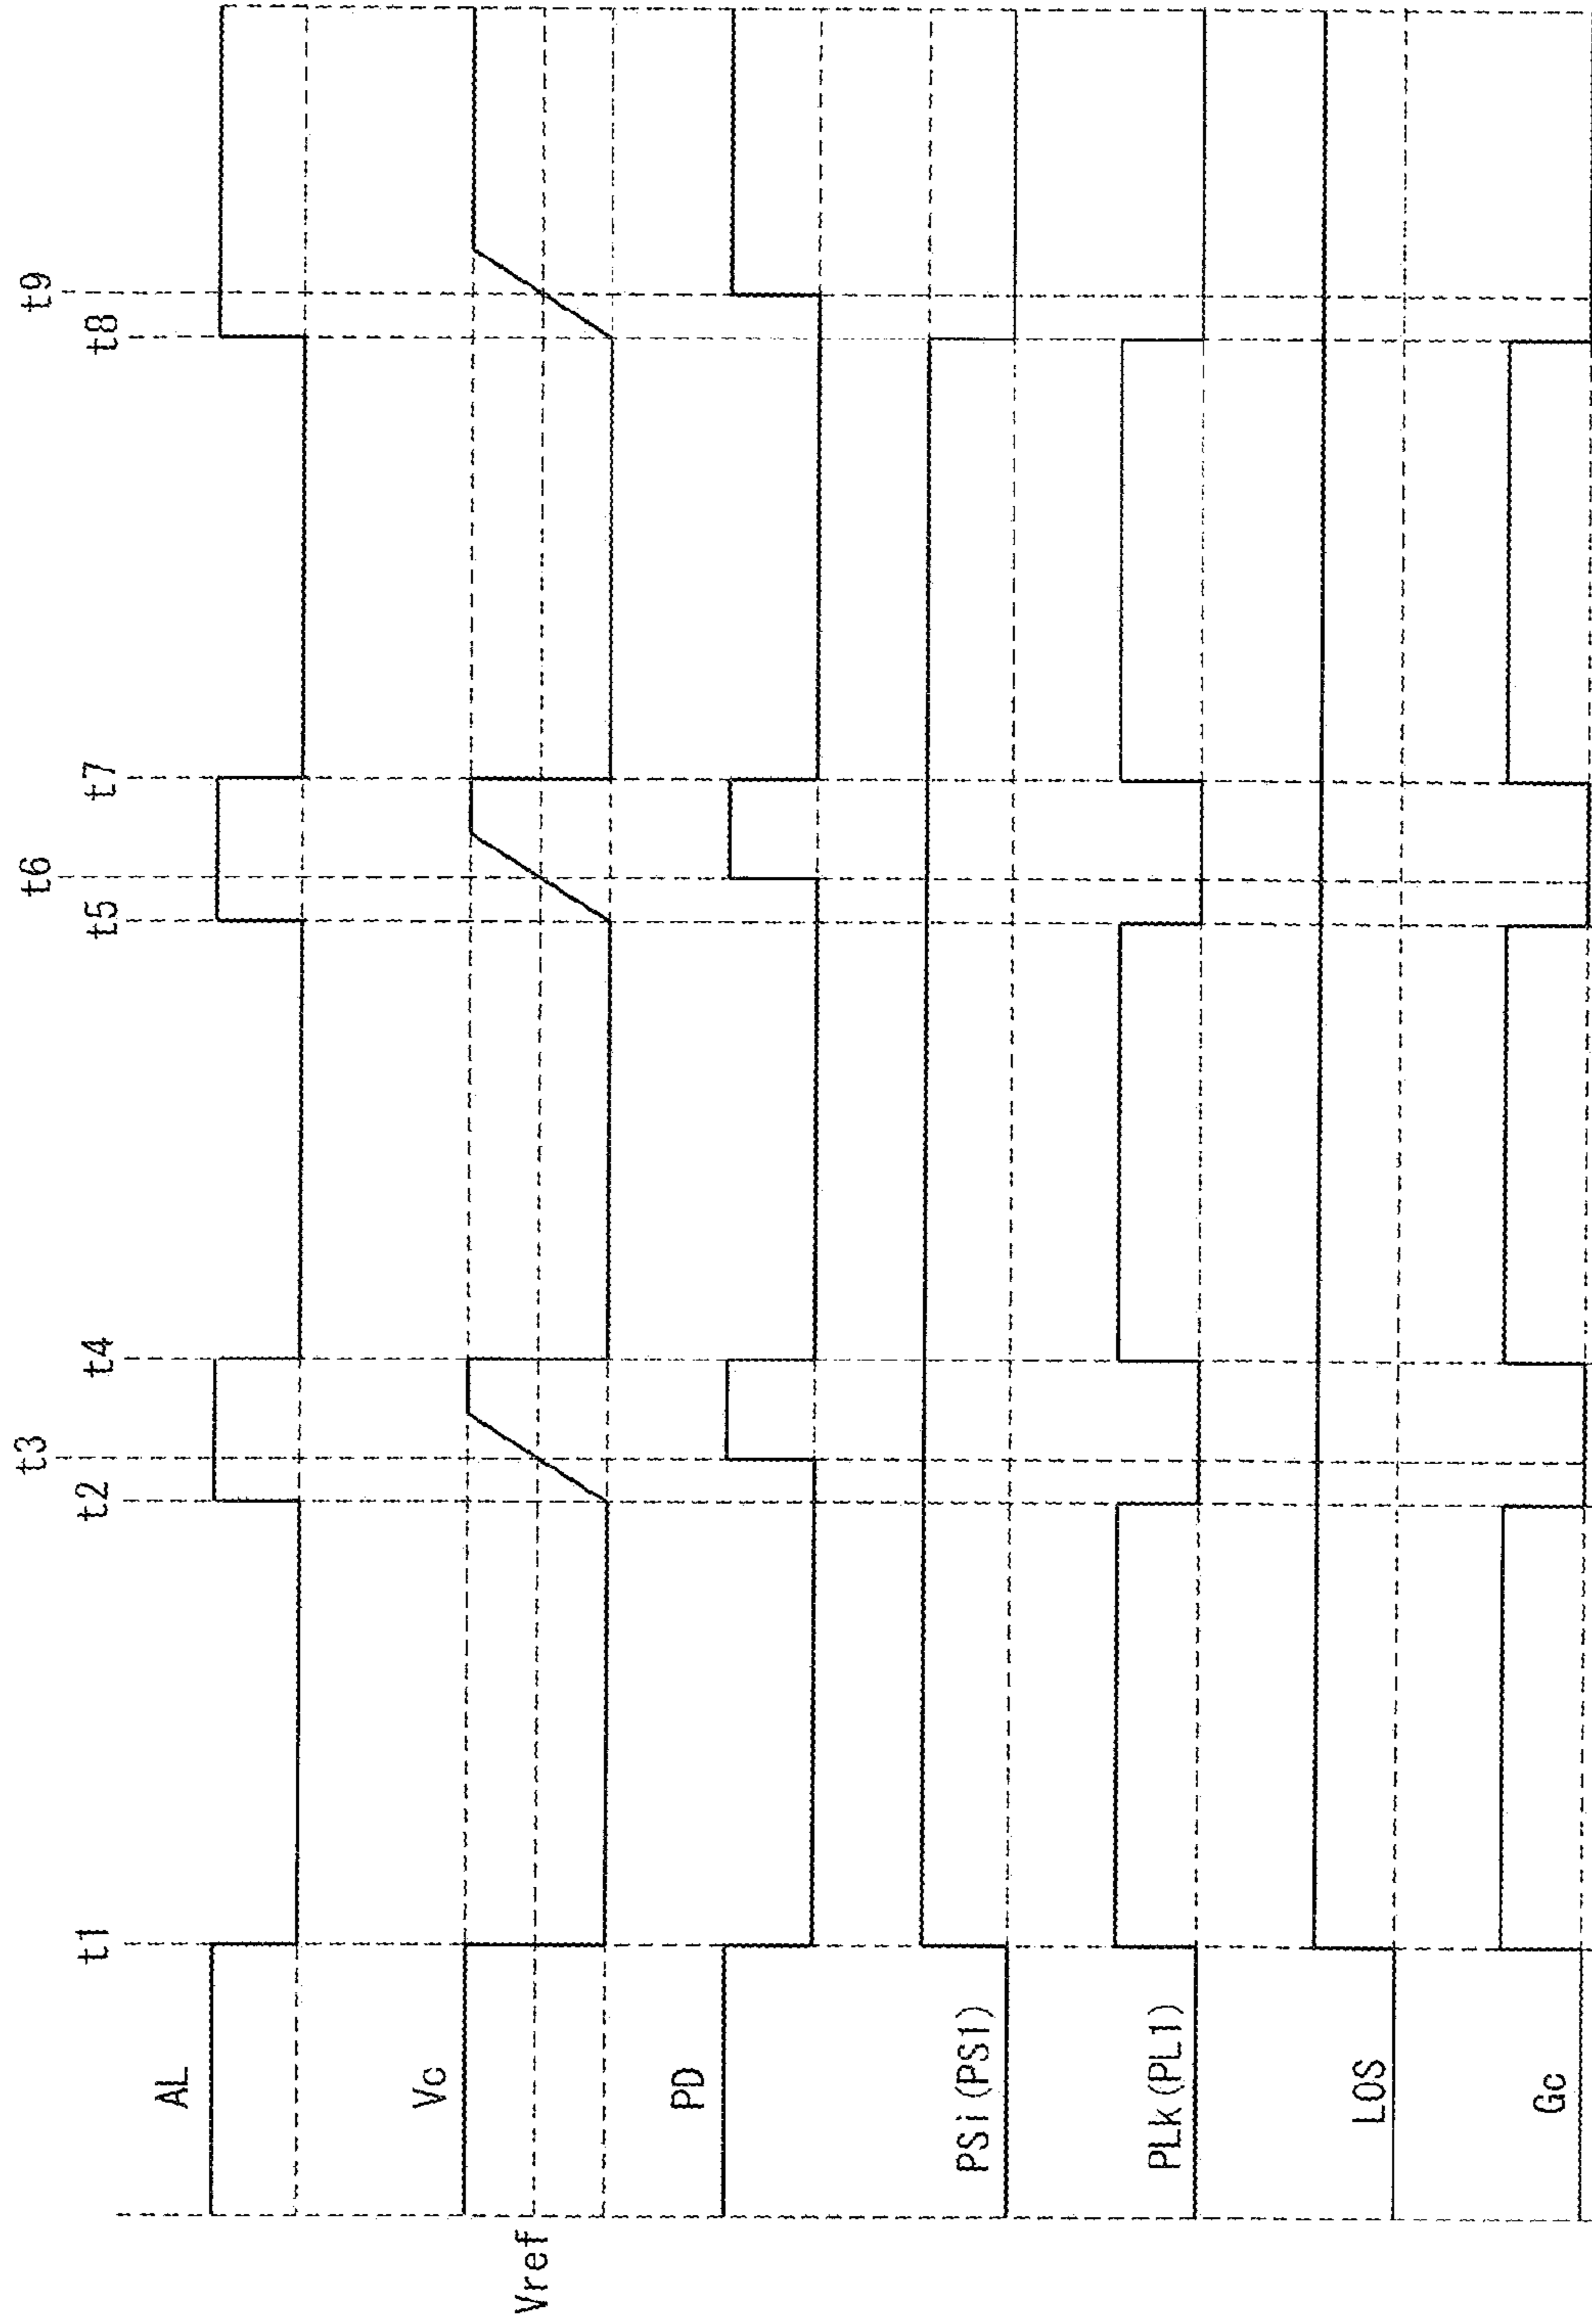 t1
t2
t3
t4
t5
t6
t7
t8
t9
AL
Vc
Vref
PD
PSi(PS1)
PLk(PL1)
LOS
Gc